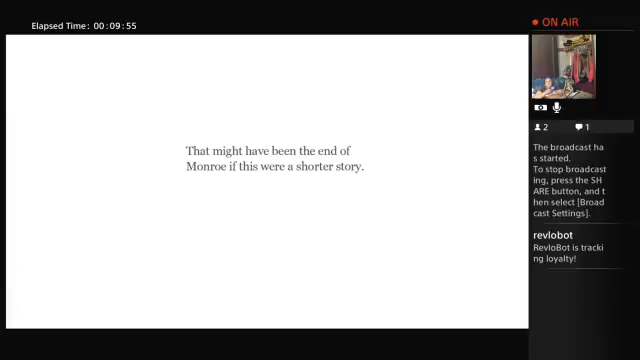 Elapsed Time: 00:09:55
ON AIR
That might have been the end of
Monroe if this were a shorter story.
2
1
The broadcast ha
s started.
To stop broadcast
ing, press the SH
ARE button, and t
hen select [Broad
cast Settings].
revlobot
RevloBot is tracki
ng loyalty!